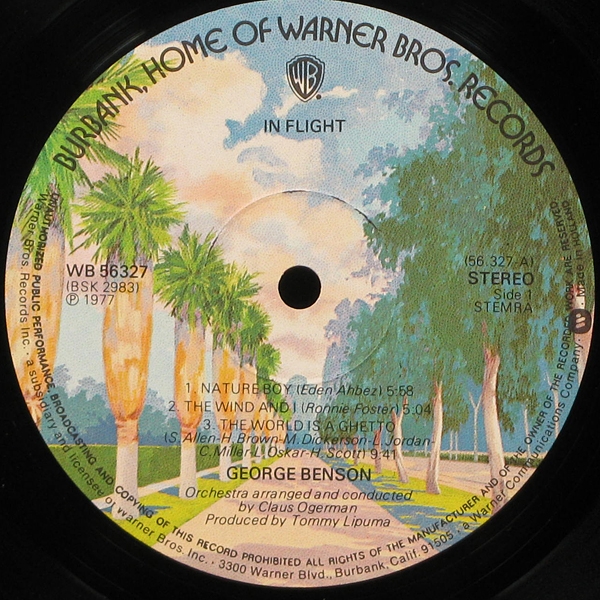 BURBANK, HOME OF WARNER BROS. RECORDS
WB
IN FLIGHT
WB 56327
(BSK 2983)
℗ 1977
(56.327-A)
STEREO
Side 1
STEMRA
1. NATURE BOY (Eden Ahbez) 5:58
2. THE WIND AND I (Ronnie Foster) 5:04
3. THE WORLD IS A GHETTO
(S. Allen-H. Brown-M. Dickerson-L. Jordan-
C. Miller-L. Oskar-H. Scott) 9:41
GEORGE BENSON
Orchestra arranged and conducted
by Claus Ogerman
Produced by Tommy Lipuma
UNAUTHORIZED PUBLIC PERFORMANCE, BROADCASTING AND COPYING OF THIS RECORD PROHIBITED ALL RIGHTS OF THE MANUFACTURER AND OF THE OWNER OF THE RECORDED WORK ARE RESERVED
Warner Bros. Records Inc. · a subsidiary and licensee of Warner Bros. Inc. · 3300 Warner Blvd., Burbank, Calif. 91505 · a Warner Communications Company. · Made in Holland